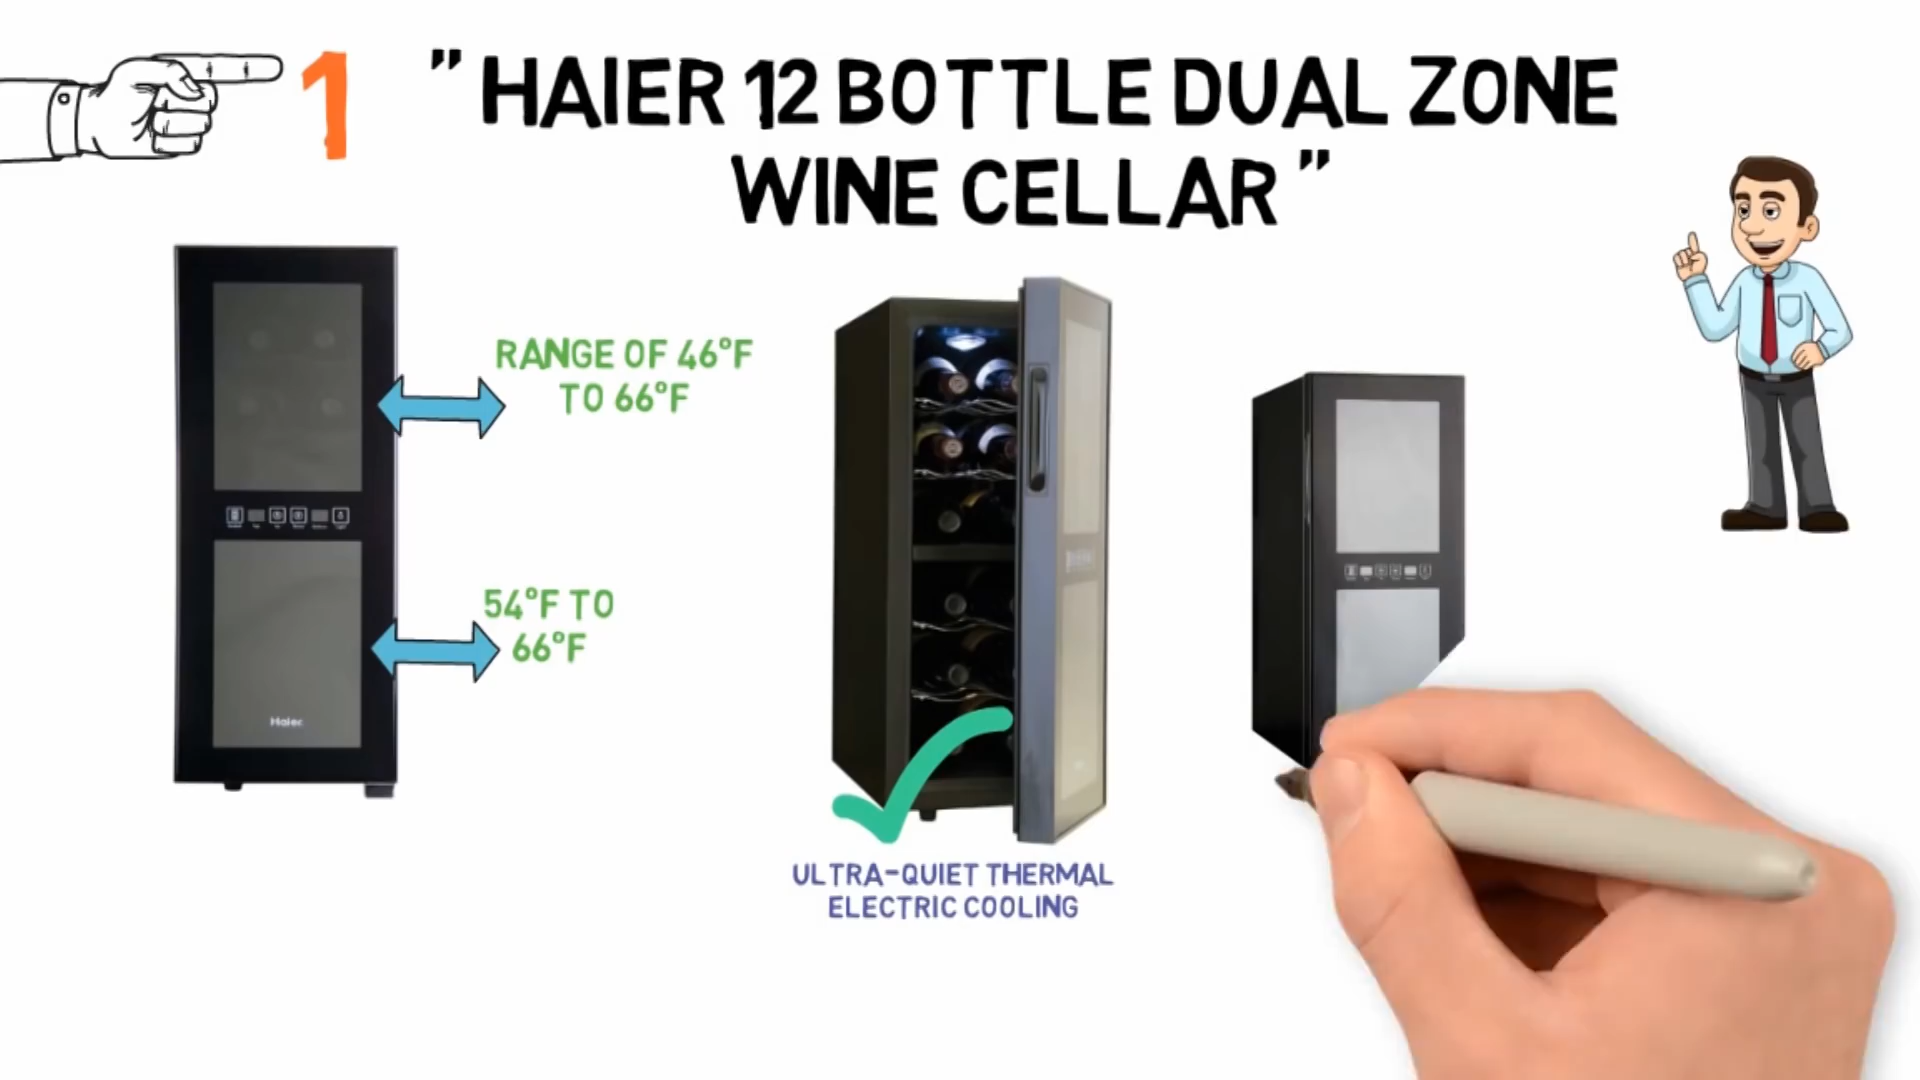 1
" HAIER 12 BOTTLE DUAL ZONE
WINE CELLAR "
RANGE OF 46°F
TO 66°F
54°F TO
66°F
Haier
ULTRA-QUIET THERMAL
ELECTRIC COOLING